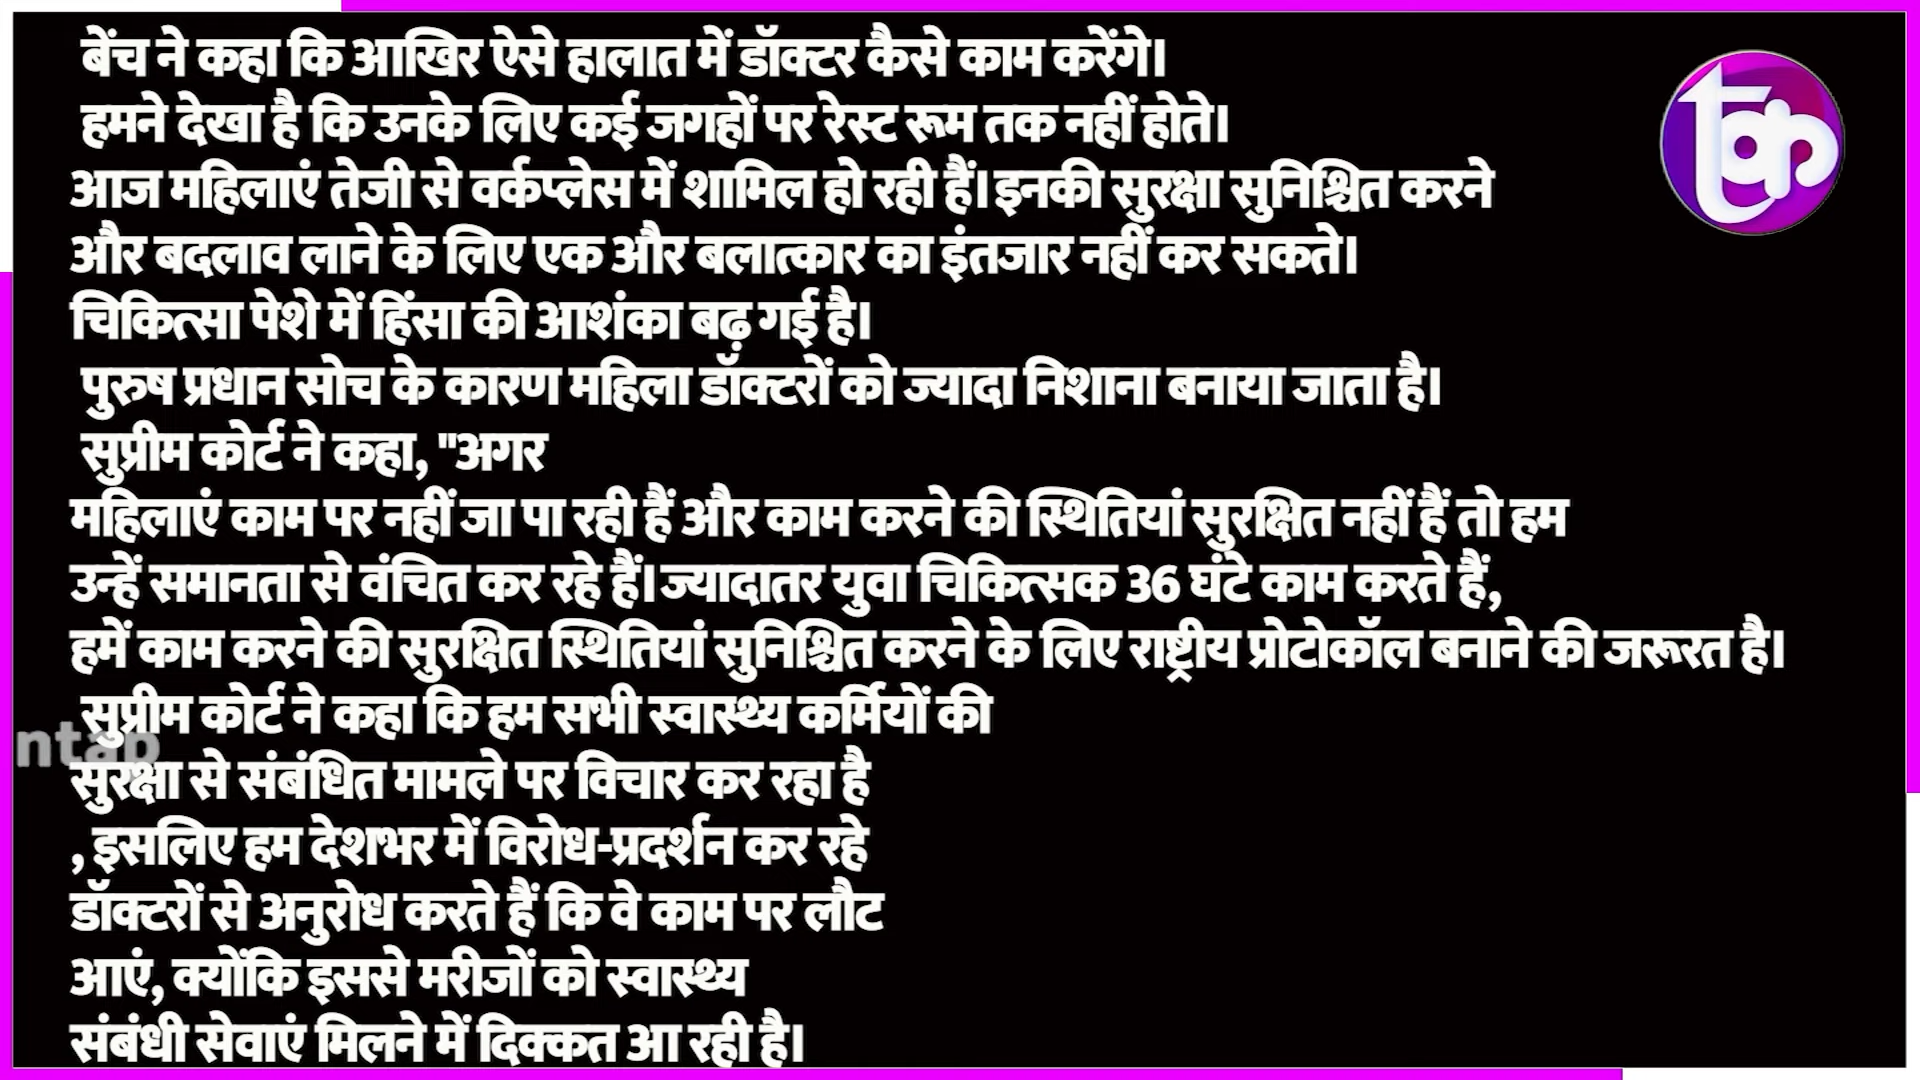 बेंच ने कहा कि आखिर ऐसे हालात में डॉक्टर कैसे काम करेंगे।
हमने देखा है कि उनके लिए कई जगहों पर रेस्ट रूम तक नहीं होते।
आज महिलाएं तेजी से वर्कप्लेस में शामिल हो रही हैं। इनकी सुरक्षा सुनिश्चित करने
और बदलाव लाने के लिए एक और बलात्कार का इंतजार नहीं कर सकते।
चिकित्सा पेशे में हिंसा की आशंका बढ़ गई है।
पुरुष प्रधान सोच के कारण महिला डॉक्टरों को ज्यादा निशाना बनाया जाता है।
सुप्रीम कोर्ट ने कहा, "अगर
महिलाएं काम पर नहीं जा पा रही हैं और काम करने की स्थितियां सुरक्षित नहीं हैं तो हम
उन्हें समानता से वंचित कर रहे हैं। ज्यादातर युवा चिकित्सक 36 घंटे काम करते हैं,
हमें काम करने की सुरक्षित स्थितियां सुनिश्चित करने के लिए राष्ट्रीय प्रोटोकॉल बनाने की जरूरत है।
सुप्रीम कोर्ट ने कहा कि हम सभी स्वास्थ्य कर्मियों की
सुरक्षा से संबंधित मामले पर विचार कर रहा है
, इसलिए हम देशभर में विरोध-प्रदर्शन कर रहे
डॉक्टरों से अनुरोध करते हैं कि वे काम पर लौट
आएं, क्योंकि इससे मरीजों को स्वास्थ्य
संबंधी सेवाएं मिलने में दिक्कत आ रही है।
tap
ntap